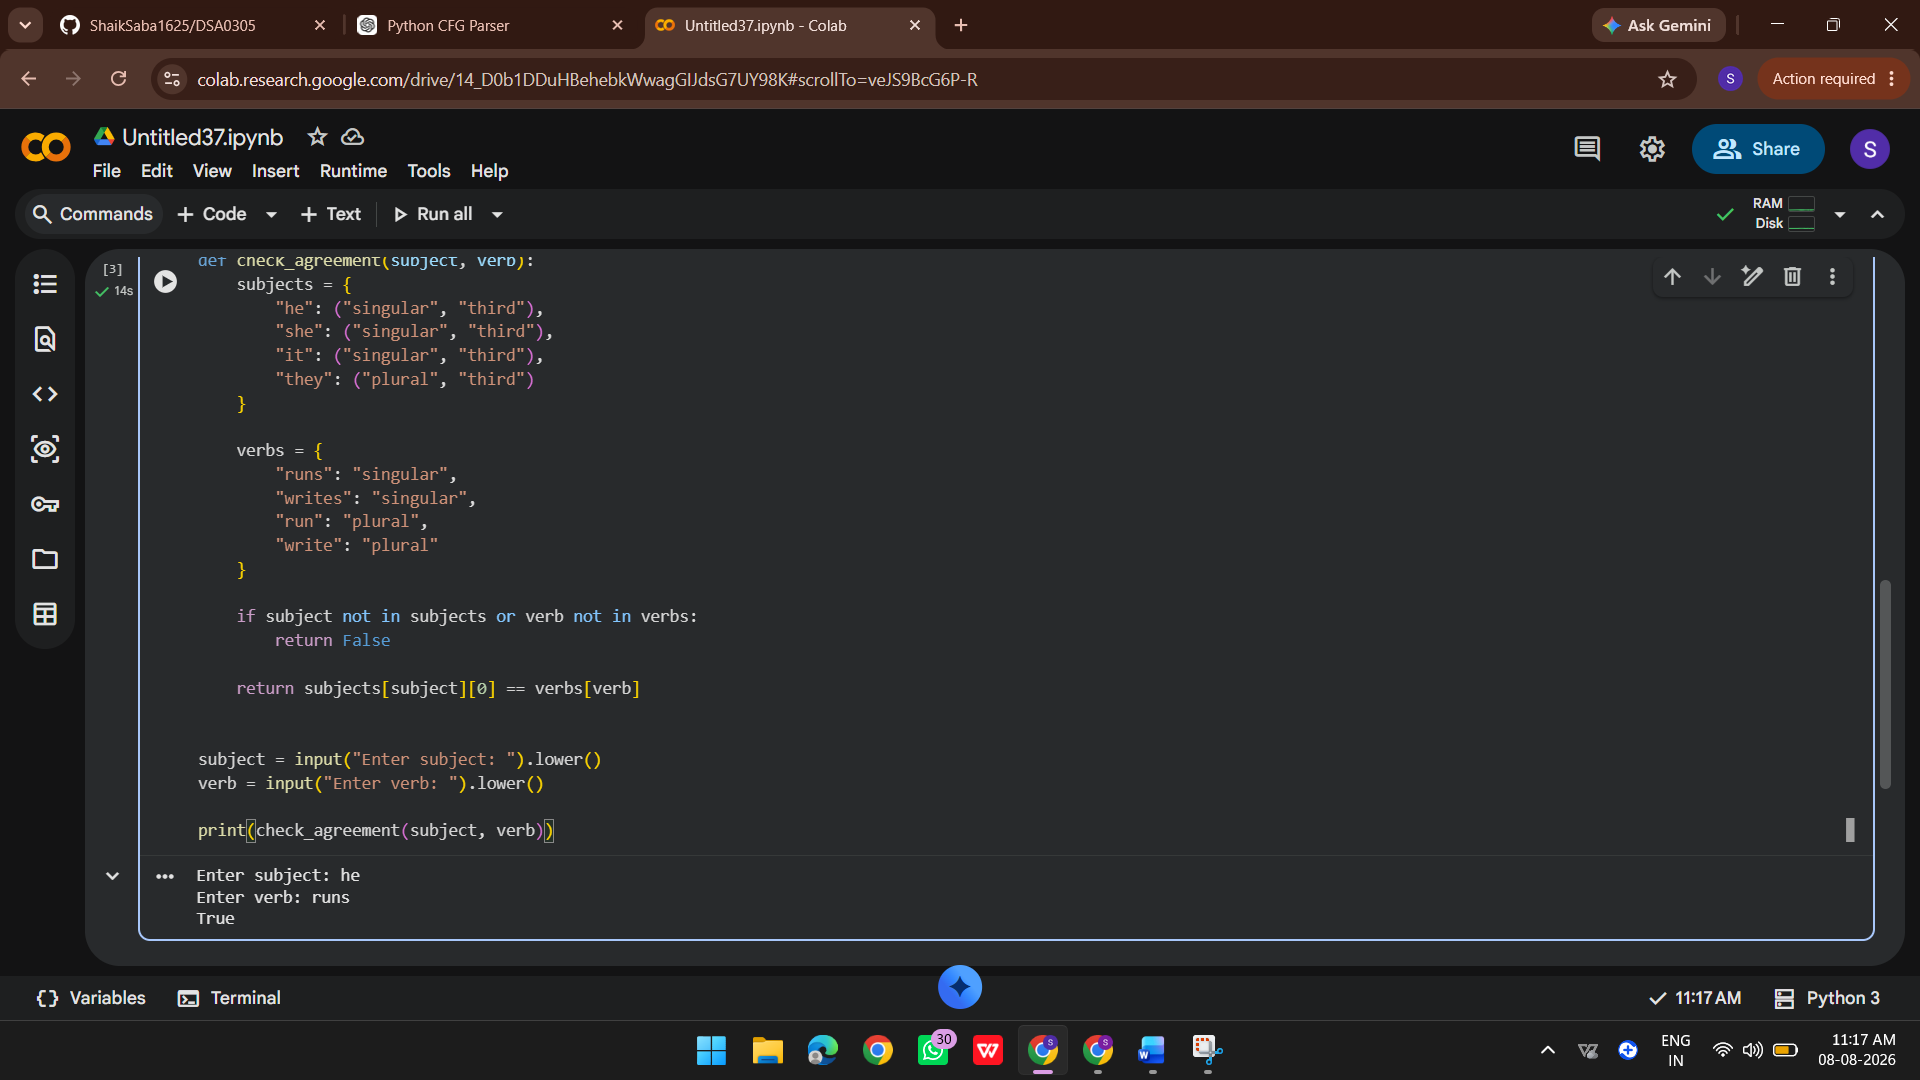 ShaikSaba1625/DSA0305
Python CFG Parser
Untitled37.ipynb - Colab
Ask Gemini
colab.research.google.com/drive/14_D0b1DDuHBehebkWwagGIJdsG7UY98K#scrollTo=veJS9BcG6P-R
S
Action required
Untitled37.ipynb
File Edit View Insert Runtime Tools Help
Share
S
Commands + Code + Text Run all
RAM
Disk
[3]
14s
def check_agreement(subject, verb):
    subjects = {
        "he": ("singular", "third"),
        "she": ("singular", "third"),
        "it": ("singular", "third"),
        "they": ("plural", "third")
    }
    verbs = {
        "runs": "singular",
        "writes": "singular",
        "run": "plural",
        "write": "plural"
    }
    if subject not in subjects or verb not in verbs:
        return False
    return subjects[subject][0] == verbs[verb]
subject = input("Enter subject: ").lower()
verb = input("Enter verb: ").lower()
print(check_agreement(subject, verb))
Enter subject: he
Enter verb: runs
True
{} Variables Terminal
11:17 AM Python 3
30
ENG
IN
11:17 AM
08-08-2026